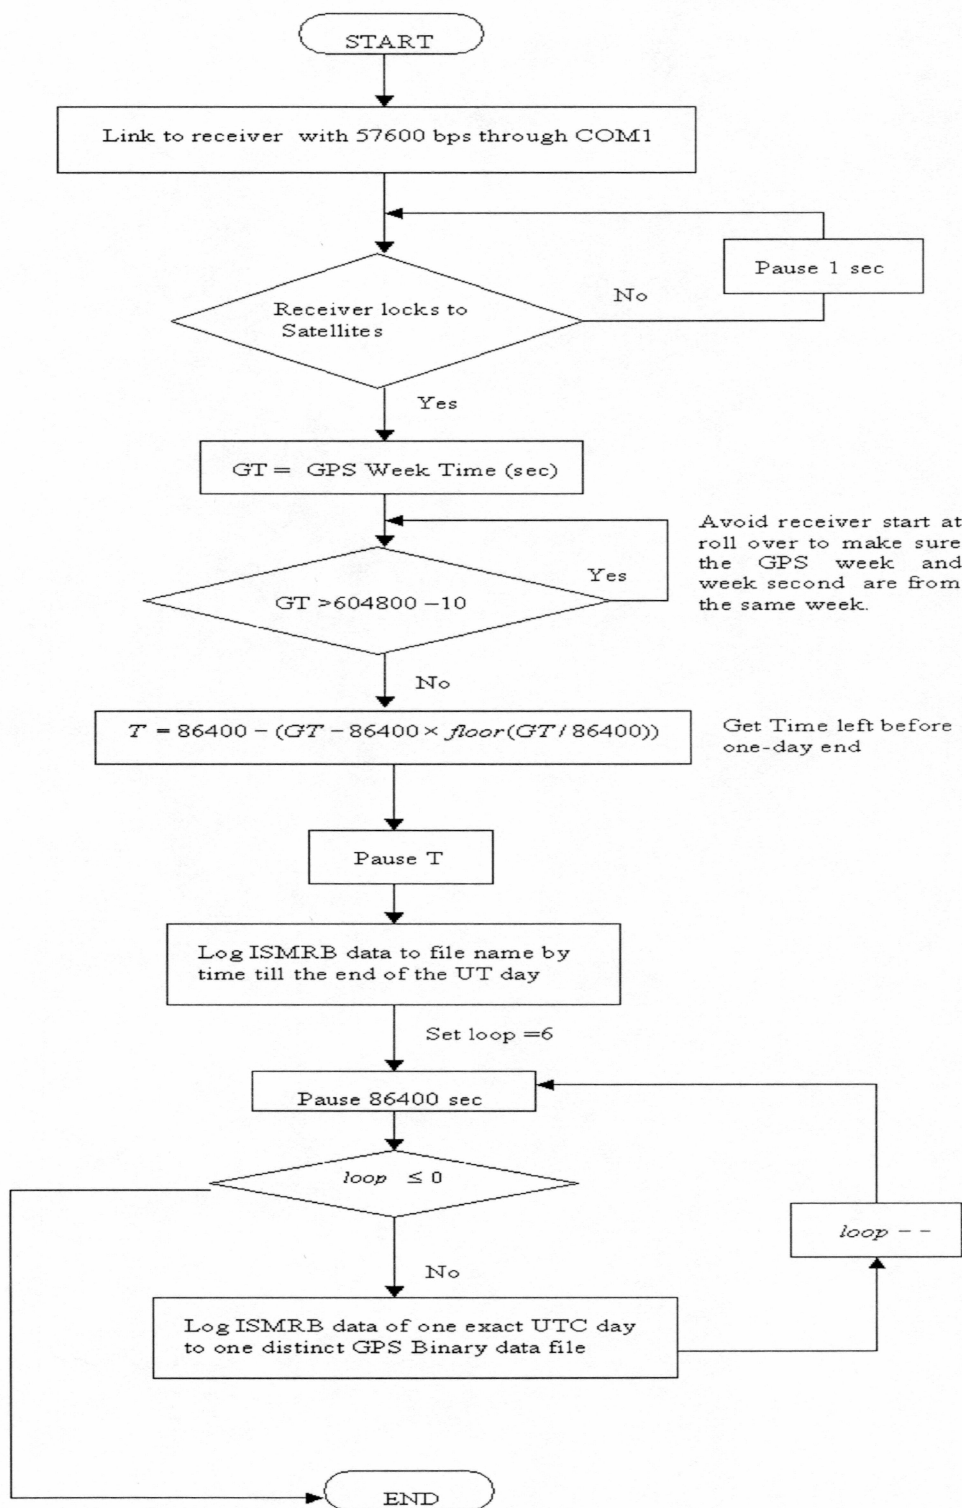 START
Link to receiver with 57600 bps through COM1
Pause 1 sec
No
Receiver locks to
Satellites
Yes
GT = GPS Week Time (sec)
Avoid receiver start at
roll over to make sure
the GPS week and
week second are from
the same week.
Yes
GT >604800 –10
No
T = 86400 – (GT – 86400 × floor(GT / 86400))
Get Time left before
one-day end
Pause T
Log ISMRB data to file name by
time till the end of the UT day
Set loop =6
Pause 86400 sec
loop ≤ 0
loop – –
No
Log ISMRB data of one exact UTC day
to one distinct GPS Binary data file
END